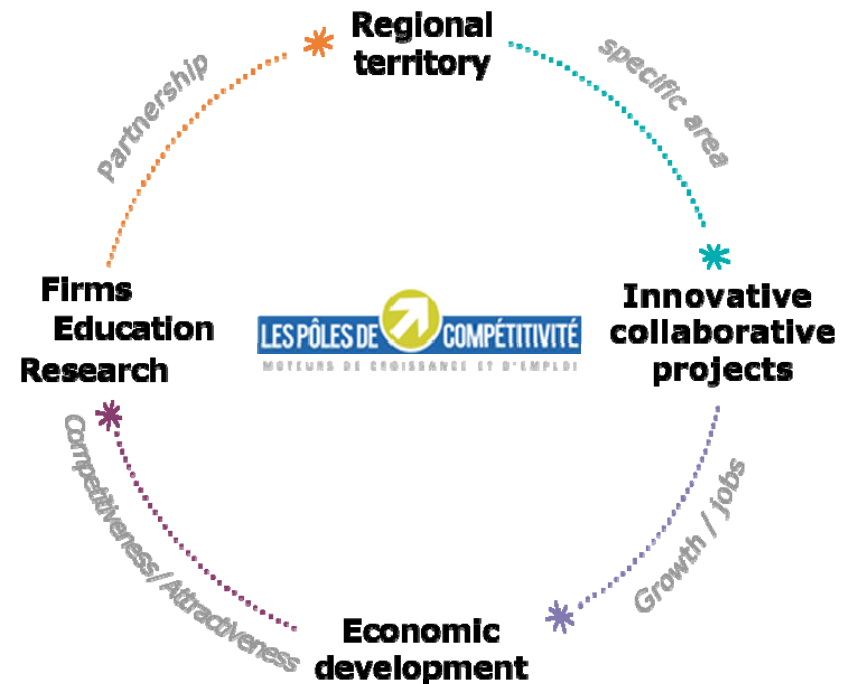 Regional
territory
Partnership
specific area
Firms
Education
Research
LES PÔLES DE COMPÉTITIVITÉ
MOTEURS DE CROISSANCE ET D'EMPLOI
Innovative
collaborative
projects
Competitiveness/Attractiveness
Growth / jobs
Economic
development